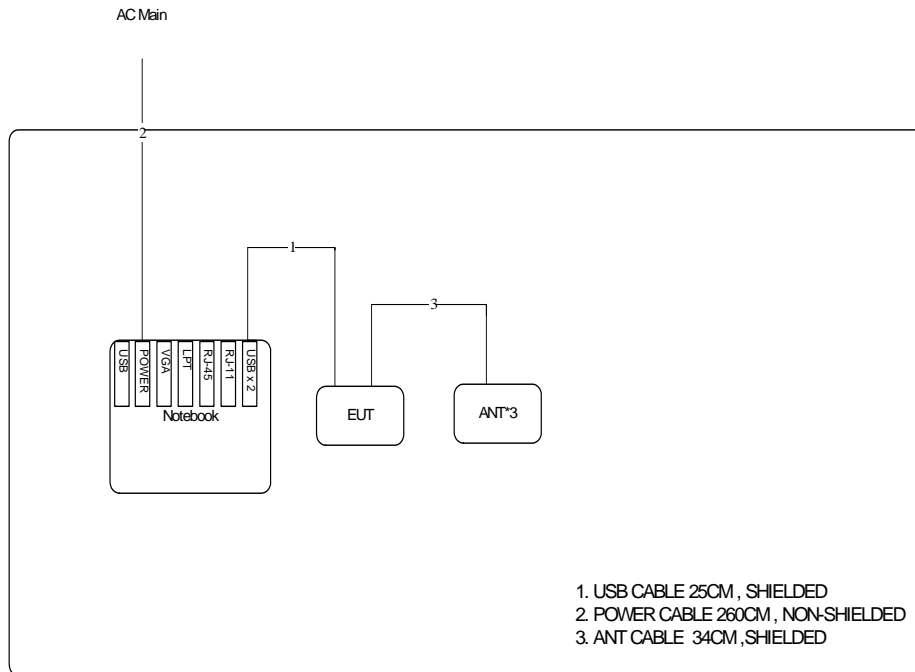 AC Main
2
1
3
USB
POWER
VGA
LPT
RJ-45
RJ-11
USB x 2
Notebook
EUT
ANT*3
1. USB CABLE 25CM , SHIELDED
2. POWER CABLE 260CM , NON-SHIELDED
3. ANT CABLE 34CM ,SHIELDED